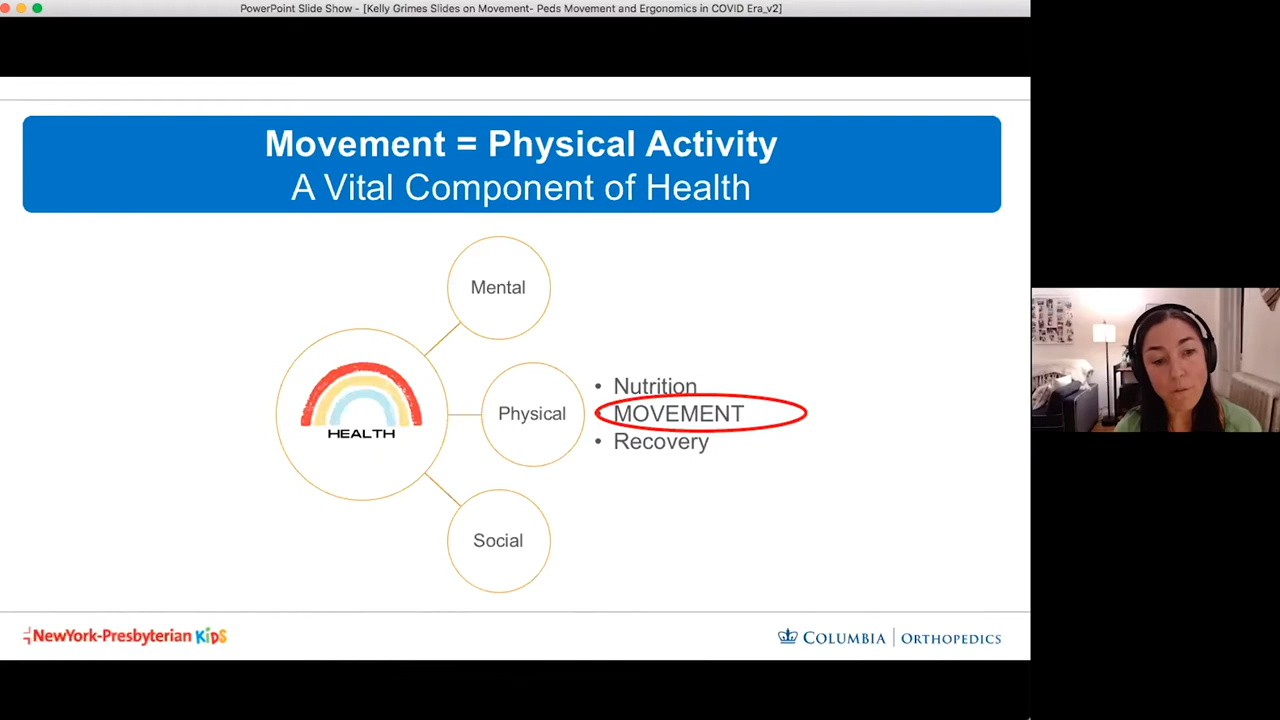 PowerPoint Slide Show - [Kelly Grimes Slides on Movement- Peds Movement and Ergonomics in COVID Era_v2]
Movement = Physical Activity
A Vital Component of Health
Mental
HEALTH
Physical
• Nutrition
• MOVEMENT
• Recovery
Social
NewYork-Presbyterian KiDS
COLUMBIA | ORTHOPEDICS